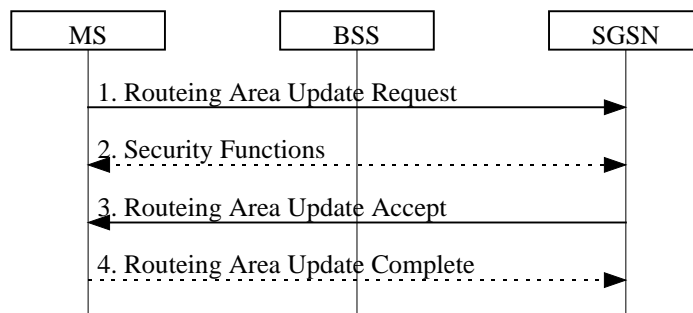 MS
BSS
SGSN
1. Routeing Area Update Request
2. Security Functions
3. Routeing Area Update Accept
4. Routeing Area Update Complete